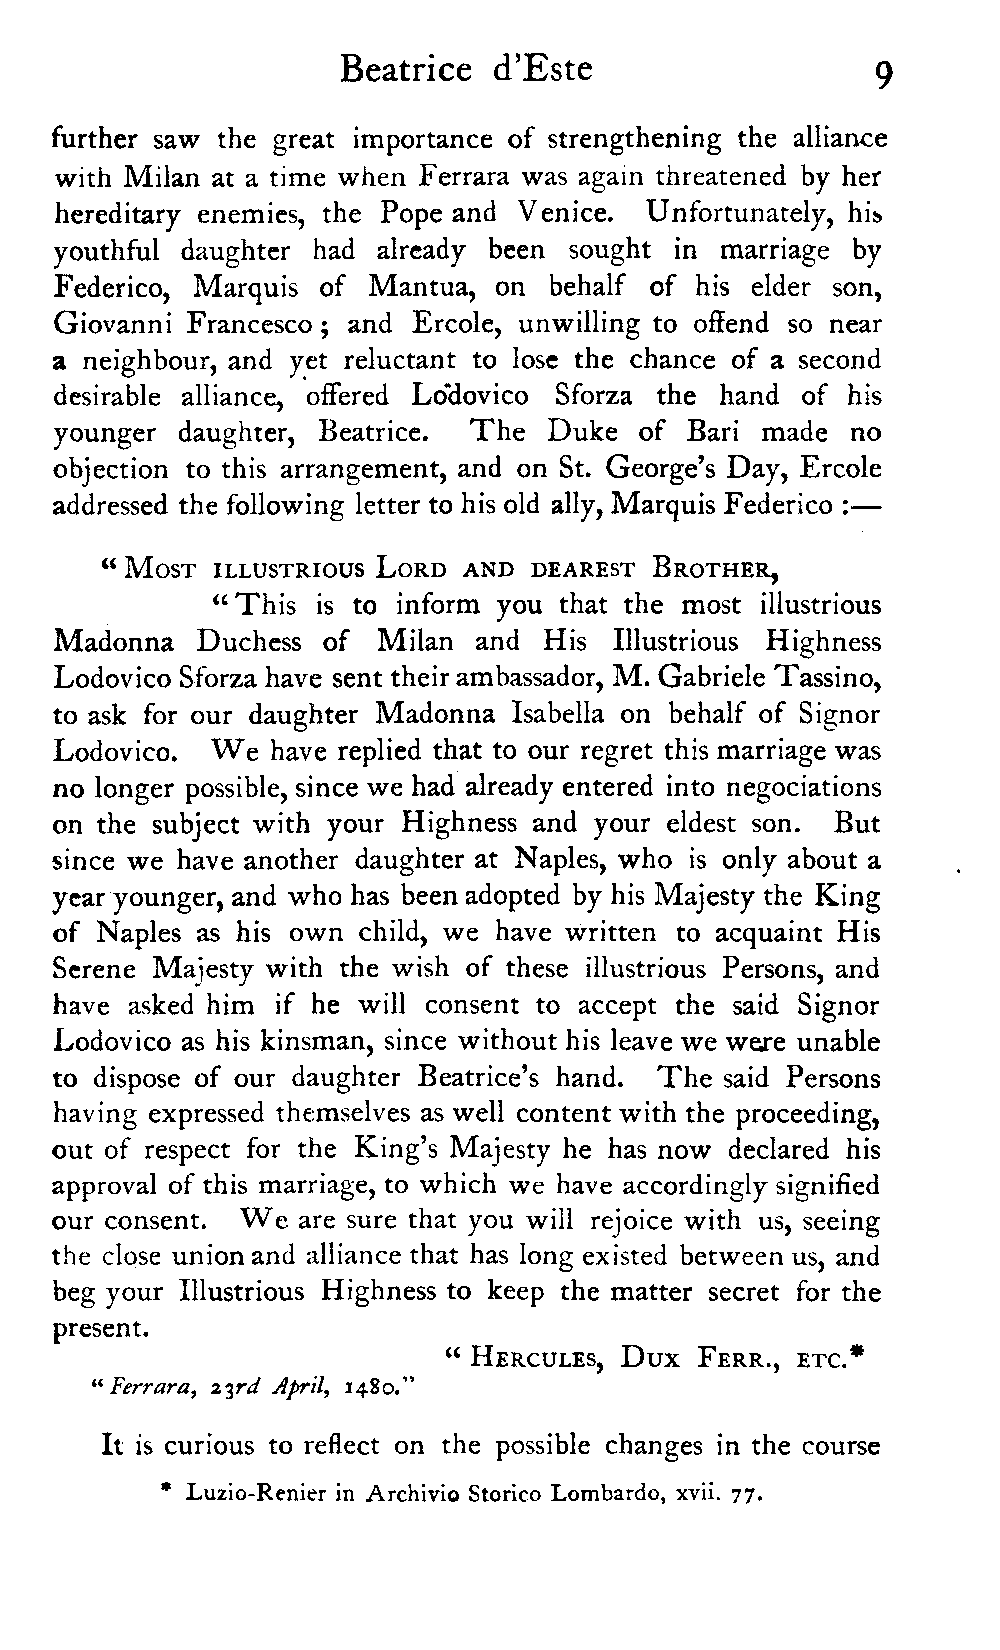 Beatrice d'Este 9
further saw the great importance of strengthening the alliance
with Milan at a time when Ferrara was again threatened by her
hereditary enemies, the Pope and Venice. Unfortunately, his
youthful daughter had already been sought in marriage by
Federico, Marquis of Mantua, on behalf of his elder son,
Giovanni Francesco; and Ercole, unwilling to offend so near
a neighbour, and yet reluctant to lose the chance of a second
desirable alliance, offered Lodovico Sforza the hand of his
younger daughter, Beatrice. The Duke of Bari made no
objection to this arrangement, and on St. George's Day, Ercole
addressed the following letter to his old ally, Marquis Federico :—
"MOST ILLUSTRIOUS LORD AND DEAREST BROTHER,
"This is to inform you that the most illustrious
Madonna Duchess of Milan and His Illustrious Highness
Lodovico Sforza have sent their ambassador, M. Gabriele Tassino,
to ask for our daughter Madonna Isabella on behalf of Signor
Lodovico. We have replied that to our regret this marriage was
no longer possible, since we had already entered into negociations
on the subject with your Highness and your eldest son. But
since we have another daughter at Naples, who is only about a
year younger, and who has been adopted by his Majesty the King
of Naples as his own child, we have written to acquaint His
Serene Majesty with the wish of these illustrious Persons, and
have asked him if he will consent to accept the said Signor
Lodovico as his kinsman, since without his leave we were unable
to dispose of our daughter Beatrice's hand. The said Persons
having expressed themselves as well content with the proceeding,
out of respect for the King's Majesty he has now declared his
approval of this marriage, to which we have accordingly signified
our consent. We are sure that you will rejoice with us, seeing
the close union and alliance that has long existed between us, and
beg your Illustrious Highness to keep the matter secret for the
present.
"HERCULES, DUX FERR., ETC.*
"Ferrara, 23rd April, 1480."
It is curious to reflect on the possible changes in the course
* Luzio-Renier in Archivio Storico Lombardo, xvii. 77.